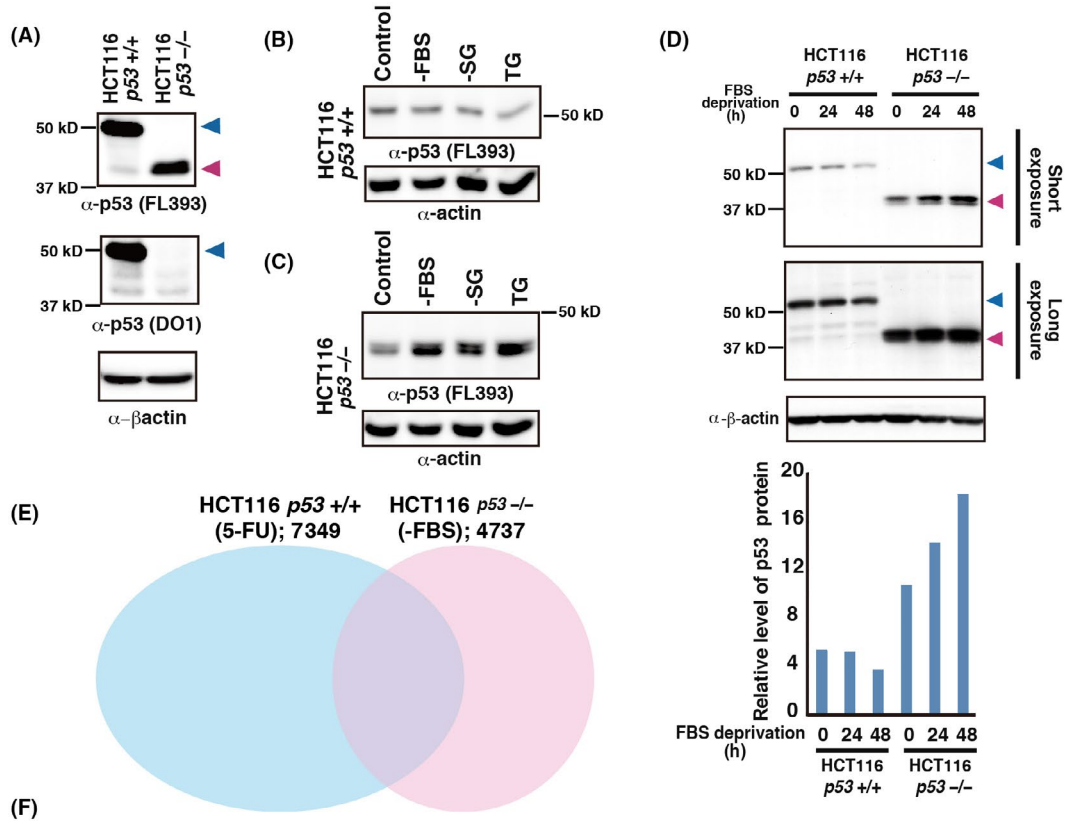 (A)
HCT116
p53 +/+
HCT116
p53 −/−
50 kD
37 kD
α-p53 (FL393)
50 kD
37 kD
α-p53 (DO1)
α−βactin
(B)
Control
-FBS
-SG
TG
HCT116
p53 +/+
50 kD
α-p53 (FL393)
α-actin
(C)
Control
-FBS
-SG
TG
HCT116
p53 −/−
50 kD
α-p53 (FL393)
α-actin
(D)
HCT116
p53 +/+
HCT116
p53 −/−
FBS
deprivation
(h)
0 24 48 0 24 48
50 kD
37 kD
Short
exposure
50 kD
37 kD
Long
exposure
α-β-actin
Relative level of p53 protein
20
16
12
8
4
0
FBS deprivation
(h)
0 24 48 0 24 48
HCT116
p53 +/+
HCT116
p53 −/−
(E)
HCT116 p53 +/+
(5-FU); 7349
HCT116 p53 −/−
(-FBS); 4737
(F)